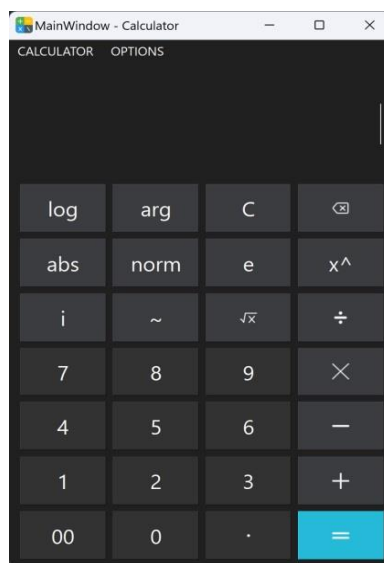 MainWindow - Calculator
CALCULATOR OPTIONS
log arg C
abs norm e x^
i ~ √x ÷
7 8 9 ×
4 5 6 −
1 2 3 +
00 0 . =